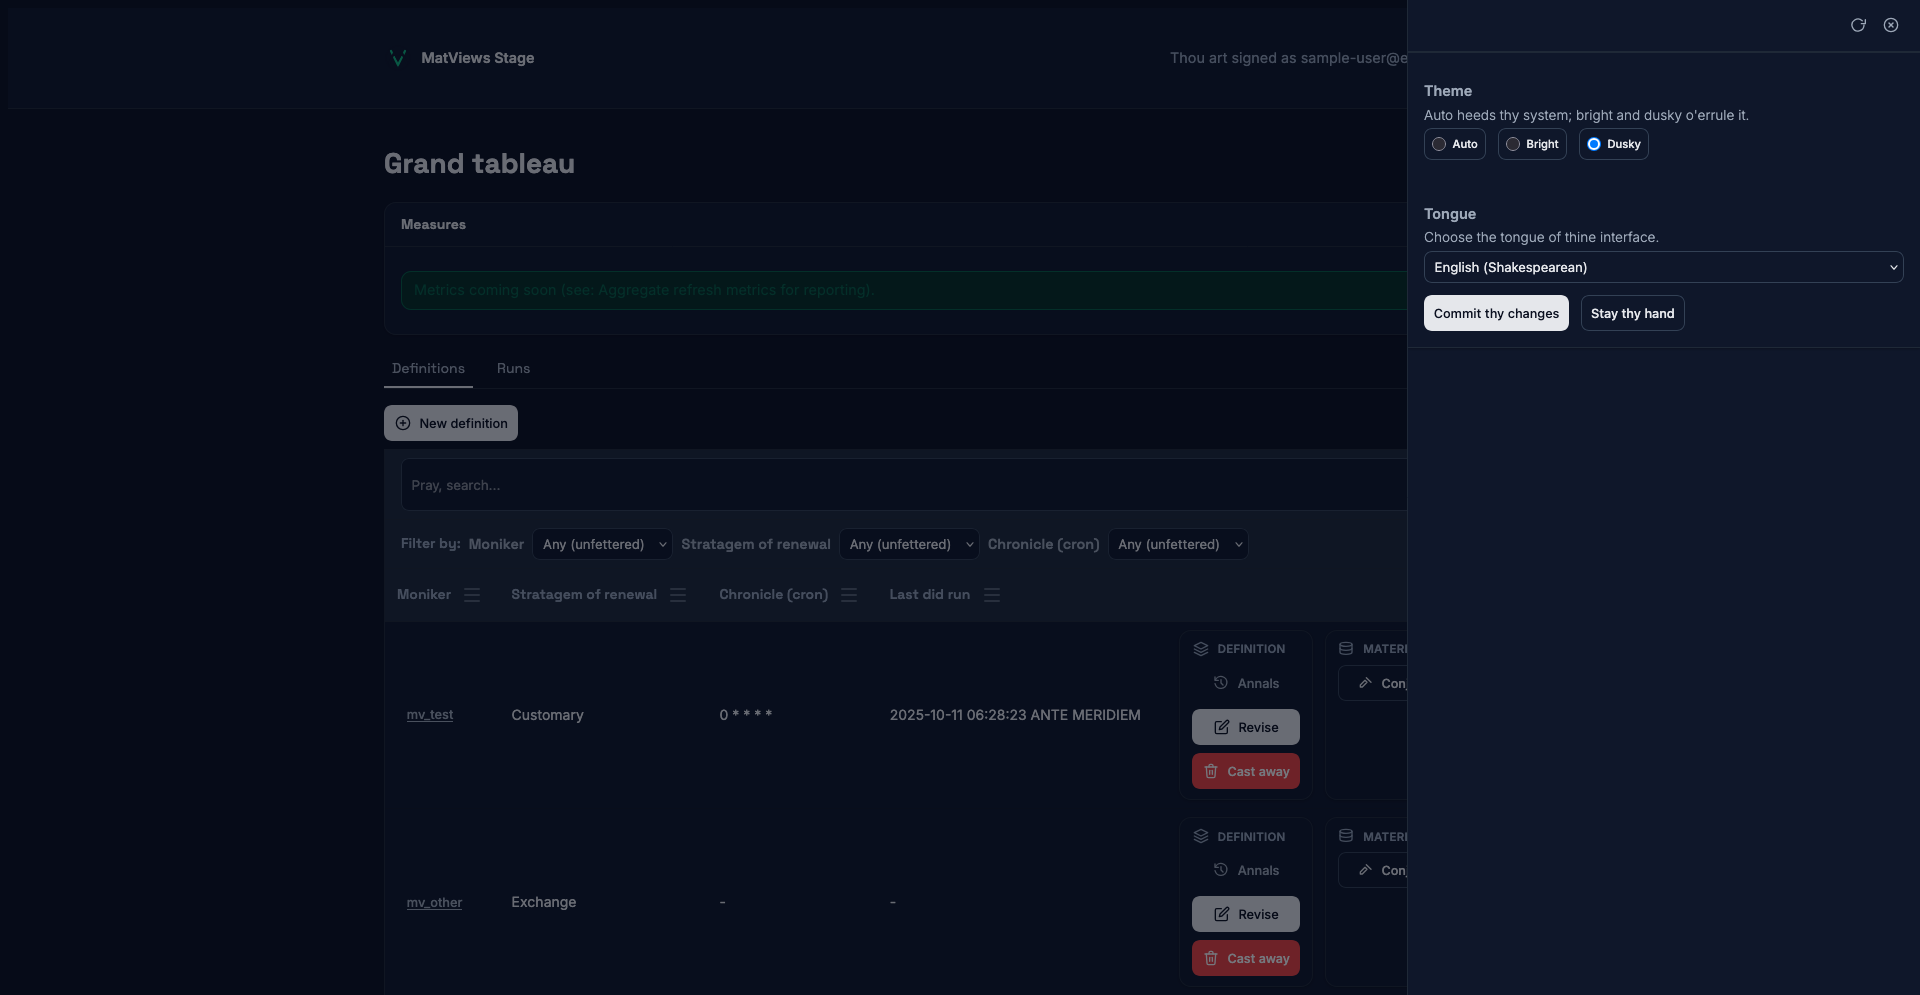 MatViews Stage
Thou art signed as sample-user@e
Grand tableau
Measures
Metrics coming soon (see: Aggregate refresh metrics for reporting).
Definitions Runs
New definition
Pray, search...
Filter by: Moniker Any (unfettered) Stratagem of renewal Any (unfettered) Chronicle (cron) Any (unfettered)
Moniker Stratagem of renewal Chronicle (cron) Last did run
DEFINITION MATERI
Annals Conj
mv_test Customary 0 * * * * 2025-10-11 06:28:23 ANTE MERIDIEM
Revise
Cast away
DEFINITION MATERI
Annals Conj
mv_other Exchange - -
Revise
Cast away
Theme
Auto heeds thy system; bright and dusky o'errule it.
Auto Bright Dusky
Tongue
Choose the tongue of thine interface.
English (Shakespearean)
Commit thy changes Stay thy hand